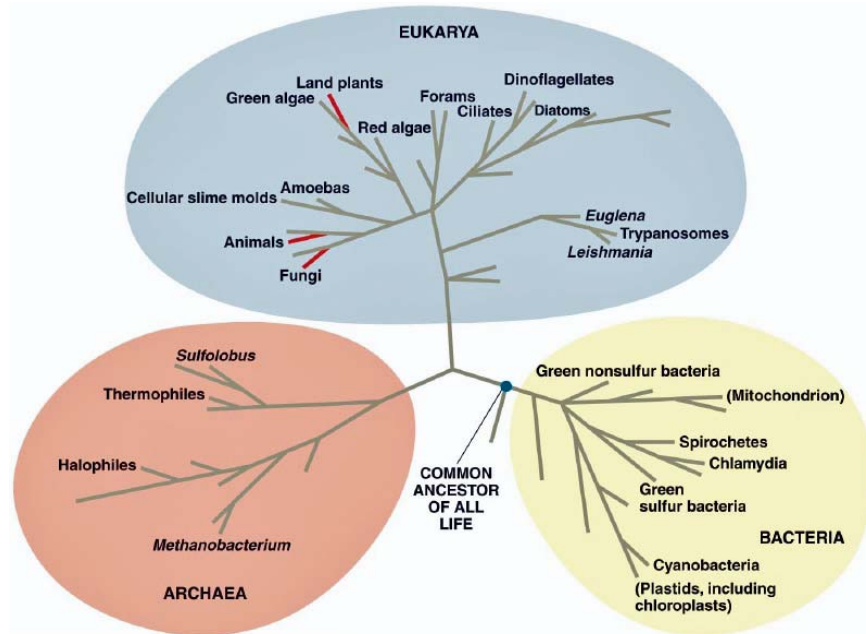 EUKARYA
Land plants
Green algae
Red algae
Forams
Ciliates
Dinoflagellates
Diatoms
Amoebas
Cellular slime molds
Animals
Fungi
Euglena
Trypanosomes
Leishmania
Sulfolobus
Thermophiles
Halophiles
Methanobacterium
ARCHAEA
COMMON
ANCESTOR
OF ALL
LIFE
Green nonsulfur bacteria
(Mitochondrion)
Spirochetes
Chlamydia
Green
sulfur bacteria
BACTERIA
Cyanobacteria
(Plastids, including
chloroplasts)